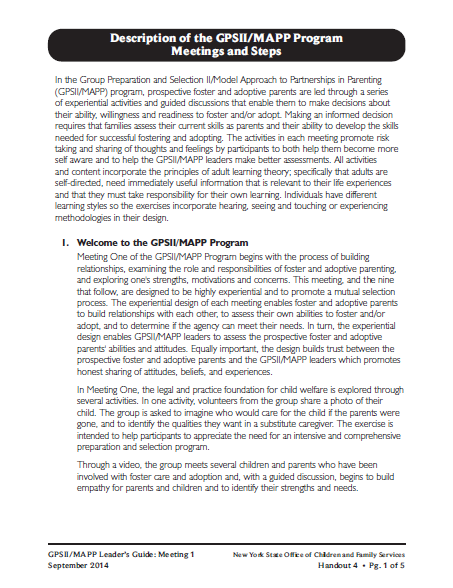 Description of the GPSII/MAPP Program
Meetings and Steps
In the Group Preparation and Selection II/Model Approach to Partnerships in Parenting
(GPSII/MAPP) program, prospective foster and adoptive parents are led through a series
of experiential activities and guided discussions that enable them to make decisions about
their ability, willingness and readiness to foster and/or adopt. Making an informed decision
requires that families assess their current skills as parents and their ability to develop the skills
needed for successful fostering and adopting. The activities in each meeting promote risk
taking and sharing of thoughts and feelings by participants to both help them become more
self aware and to help the GPSII/MAPP leaders make better assessments. All activities
and content incorporate the principles of adult learning theory; specifically that adults are
self-directed, need immediately useful information that is relevant to their life experiences
and that they must take responsibility for their own learning. Individuals have different
learning styles so the exercises incorporate hearing, seeing and touching or experiencing
methodologies in their design.
1. Welcome to the GPSII/MAPP Program
Meeting One of the GPSII/MAPP Program begins with the process of building
relationships, examining the role and responsibilities of foster and adoptive parenting,
and exploring one's strengths, motivations and concerns. This meeting, and the nine
that follow, are designed to be highly experiential and to promote a mutual selection
process. The experiential design of each meeting enables foster and adoptive parents
to build relationships with each other, to assess their own abilities to foster and/or
adopt, and to determine if the agency can meet their needs. In turn, the experiential
design enables GPSII/MAPP leaders to assess the prospective foster and adoptive
parents' abilities and attitudes. Equally important, the design builds trust between the
prospective foster and adoptive parents and the GPSII/MAPP leaders which promotes
honest sharing of attitudes, beliefs, and experiences.
In Meeting One, the legal and practice foundation for child welfare is explored through
several activities. In one activity, volunteers from the group share a photo of their
child. The group is asked to imagine who would care for the child if the parents were
gone, and to identify the qualities they want in a substitute caregiver. The exercise is
intended to help participants to appreciate the need for an intensive and comprehensive
preparation and selection program.
Through a video, the group meets several children and parents who have been
involved with foster care and adoption and, with a guided discussion, begins to build
empathy for parents and children and to identify their strengths and needs.
GPSII/MAPP Leader's Guide: Meeting 1 New York State Office of Children and Family Services
September 2014 Handout 4 • Pg. 1 of 5